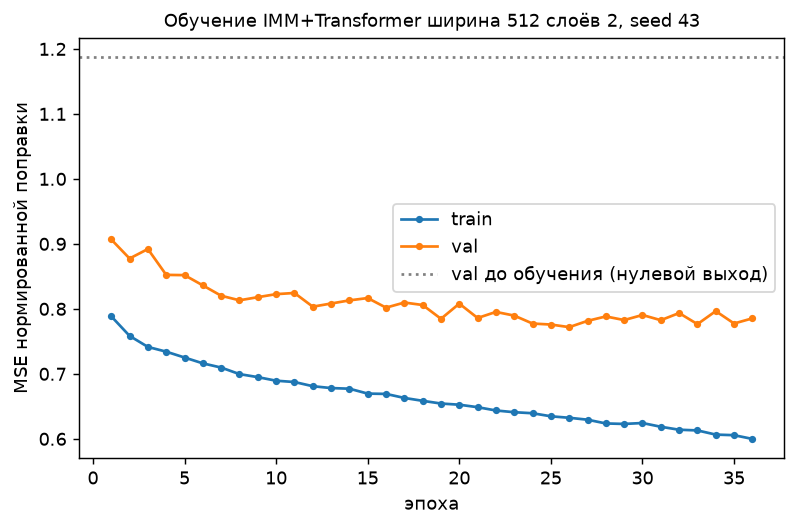 Обучение IMM+Transformer ширина 512 слоёв 2, seed 43
MSE нормированной поправки
1.2
1.1
1.0
0.9
0.8
0.7
0.6
train
val
val до обучения (нулевой выход)
0 5 10 15 20 25 30 35
эпоха